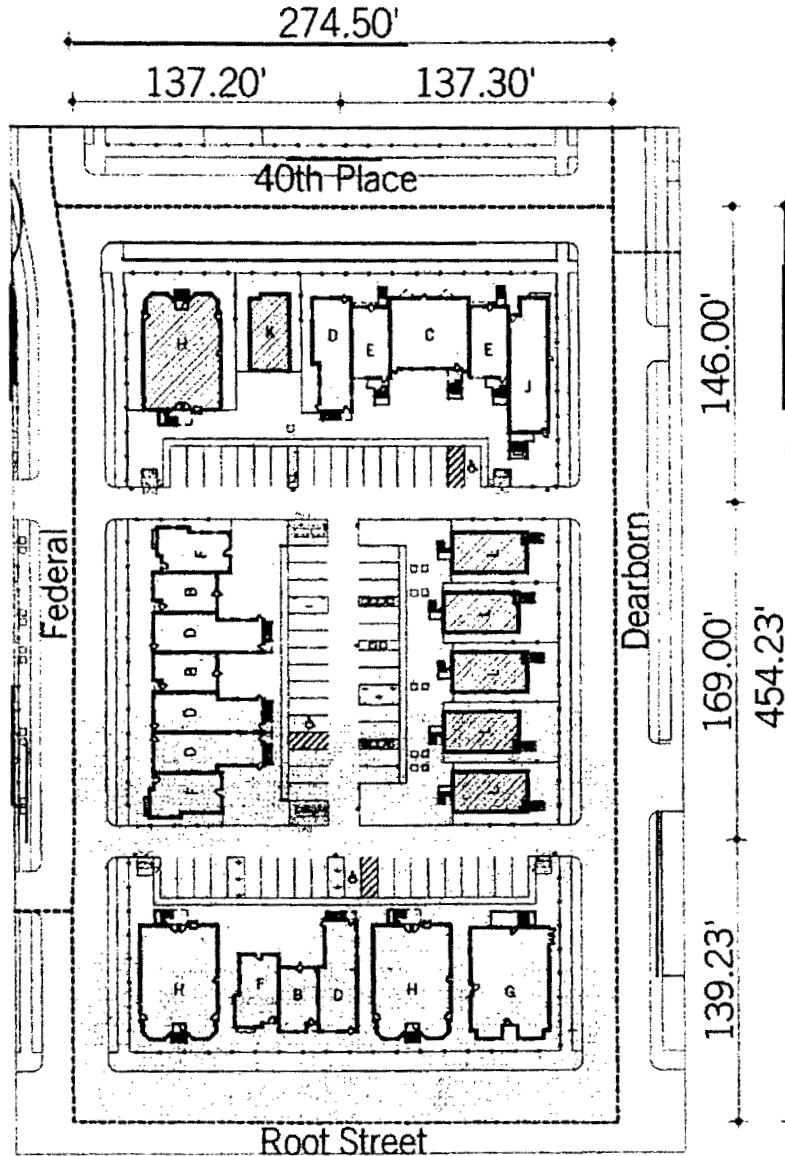 274.50'
137.20'
137.30'
40th Place
H
K
D
E
C
E
J
146.00'
Federal
F
B
D
B
D
D
F
Dearborn
169.00'
454.23'
H
F
B
D
H
G
139.23'
Root Street